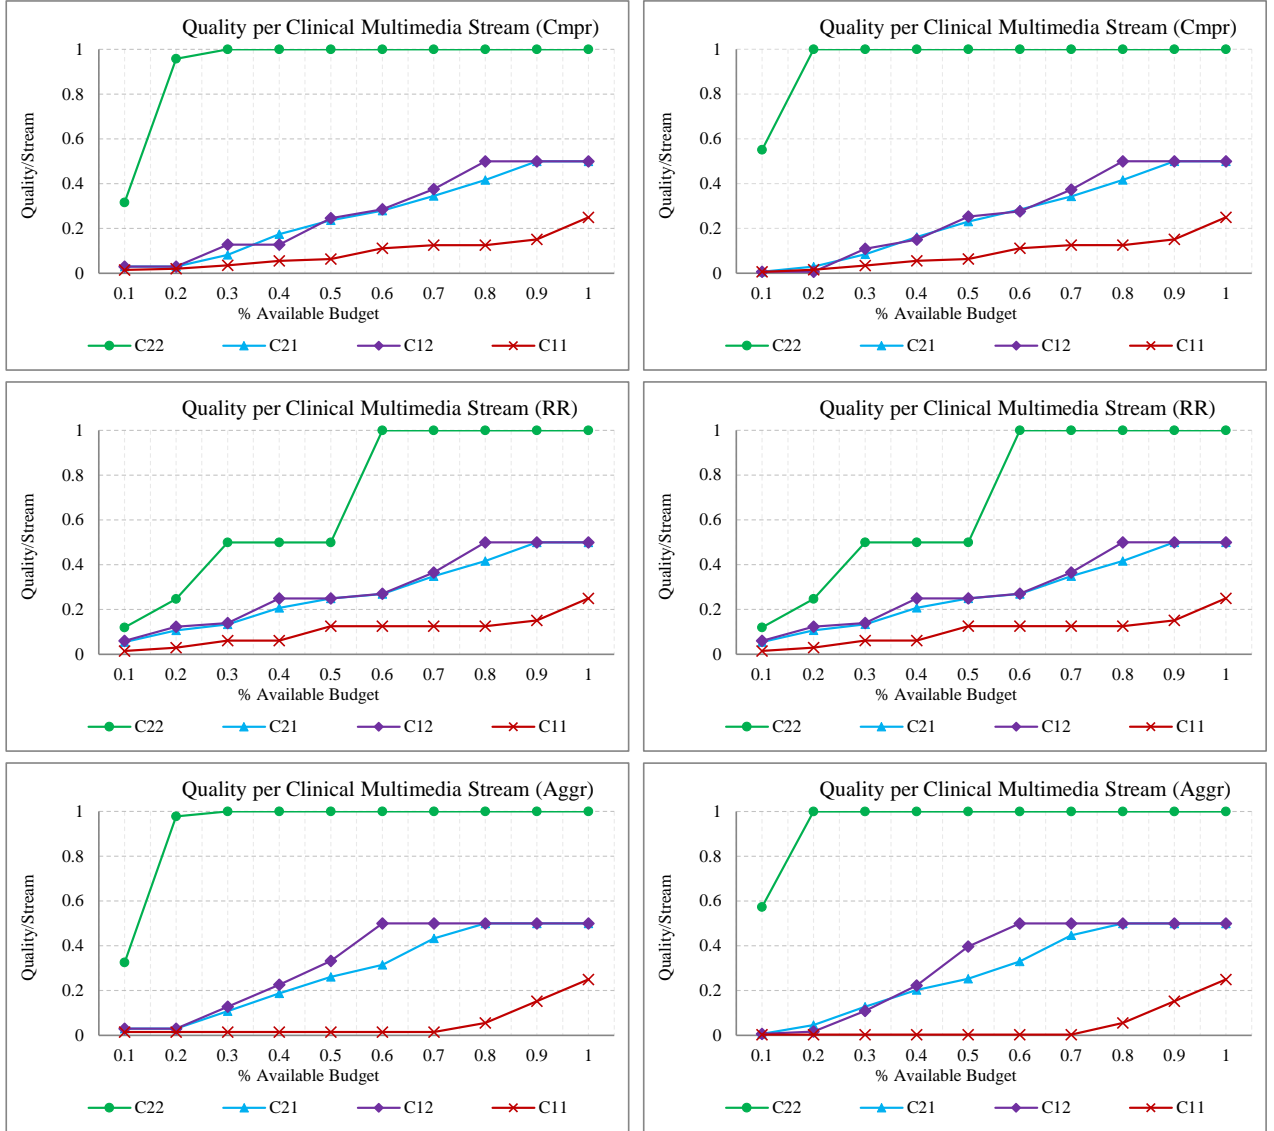 Quality per Clinical Multimedia Stream (Cmpr)
1
0.8
0.6
0.4
0.2
0
Quality/Stream
0.1 0.2 0.3 0.4 0.5 0.6 0.7 0.8 0.9 1
% Available Budget
C22 C21 C12 C11
Quality per Clinical Multimedia Stream (Cmpr)
1
0.8
0.6
0.4
0.2
0
Quality/Stream
0.1 0.2 0.3 0.4 0.5 0.6 0.7 0.8 0.9 1
% Available Budget
C22 C21 C12 C11
Quality per Clinical Multimedia Stream (RR)
1
0.8
0.6
0.4
0.2
0
Quality/Stream
0.1 0.2 0.3 0.4 0.5 0.6 0.7 0.8 0.9 1
% Available Budget
C22 C21 C12 C11
Quality per Clinical Multimedia Stream (RR)
1
0.8
0.6
0.4
0.2
0
Quality/Stream
0.1 0.2 0.3 0.4 0.5 0.6 0.7 0.8 0.9 1
% Available Budget
C22 C21 C12 C11
Quality per Clinical Multimedia Stream (Aggr)
1
0.8
0.6
0.4
0.2
0
Quality/Stream
0.1 0.2 0.3 0.4 0.5 0.6 0.7 0.8 0.9 1
% Available Budget
C22 C21 C12 C11
Quality per Clinical Multimedia Stream (Aggr)
1
0.8
0.6
0.4
0.2
0
Quality/Stream
0.1 0.2 0.3 0.4 0.5 0.6 0.7 0.8 0.9 1
% Available Budget
C22 C21 C12 C11